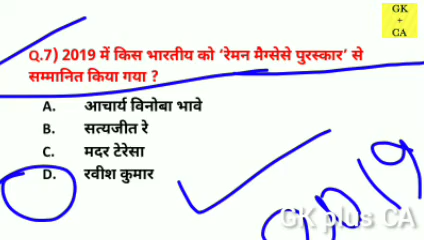 GK
+
CA
Q.7) 2019 में किस भारतीय को ‘रेमन मैग्सेसे पुरस्कार’ से
सम्मानित किया गया ?
A. आचार्य विनोबा भावे
B. सत्यजीत रे
C. मदर टेरेसा
D. रवीश कुमार
2019
GK plus CA